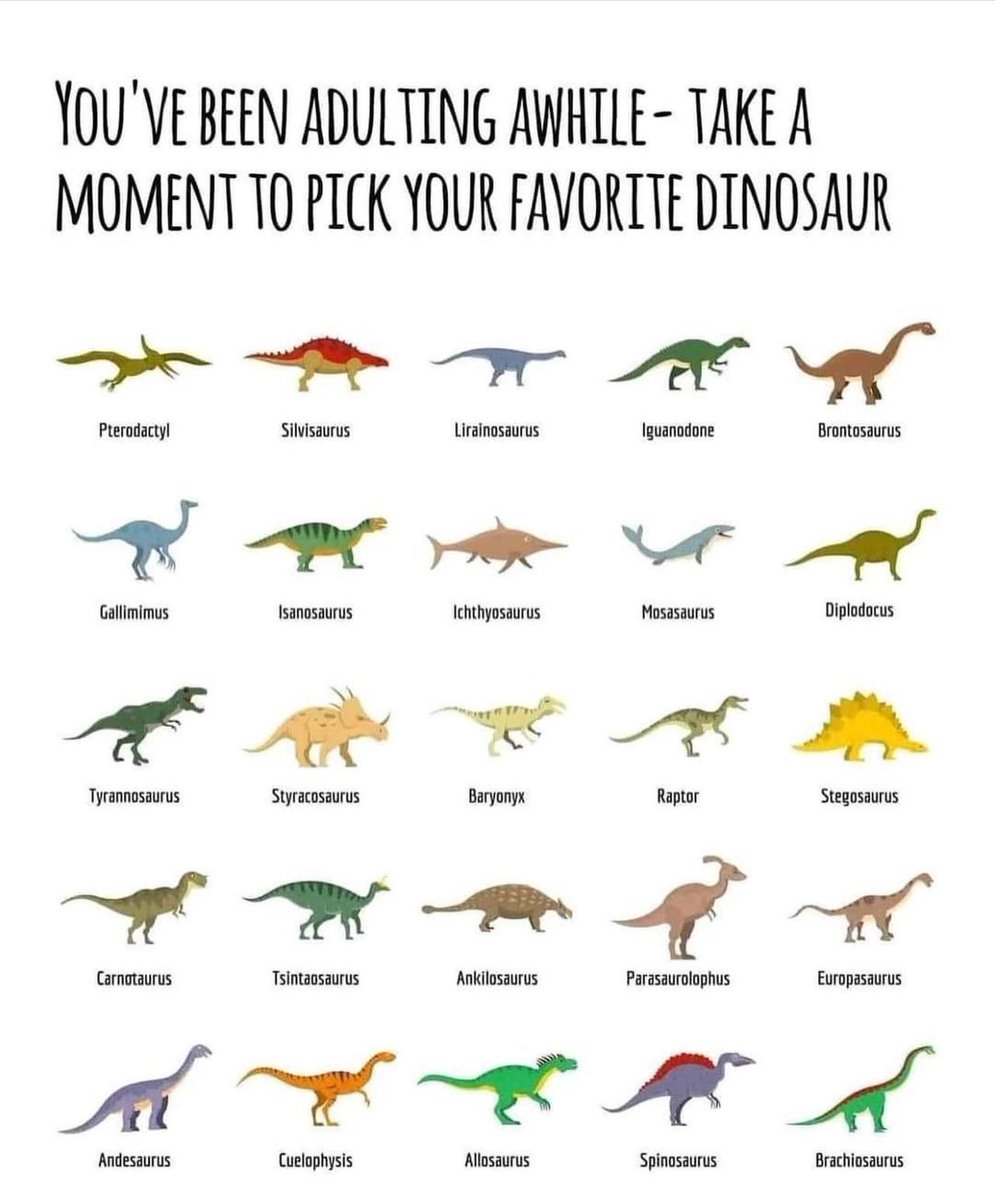 YOU'VE BEEN ADULTING AWHILE- TAKE A
MOMENT TO PICK YOUR FAVORITE DINOSAUR
Pterodactyl
Silvisaurus
Lirainosaurus
Iguanodone
Brontosaurus
Gallimimus
Isanosaurus
Ichthyosaurus
Mosasaurus
Diplodocus
Tyrannosaurus
Styracosaurus
Baryonyx
Raptor
Stegosaurus
Carnotaurus
Tsintaosaurus
Ankilosaurus
Parasaurolophus
Europasaurus
Andesaurus
Cuelophysis
Allosaurus
Spinosaurus
Brachiosaurus